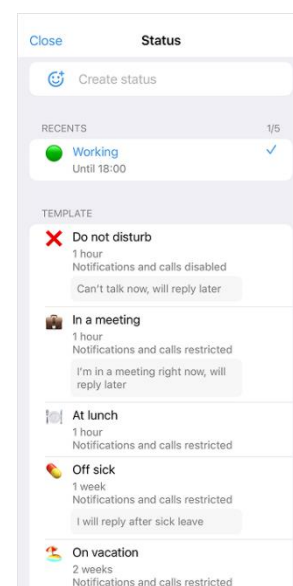 Close Status
Create status
RECENTS 1/5
Working
Until 18:00
TEMPLATE
Do not disturb
1 hour
Notifications and calls disabled
Can't talk now, will reply later
In a meeting
1 hour
Notifications and calls restricted
I'm in a meeting right now, will
reply later
At lunch
1 hour
Notifications and calls restricted
Off sick
1 week
Notifications and calls restricted
I will reply after sick leave
On vacation
2 weeks
Notifications and calls restricted